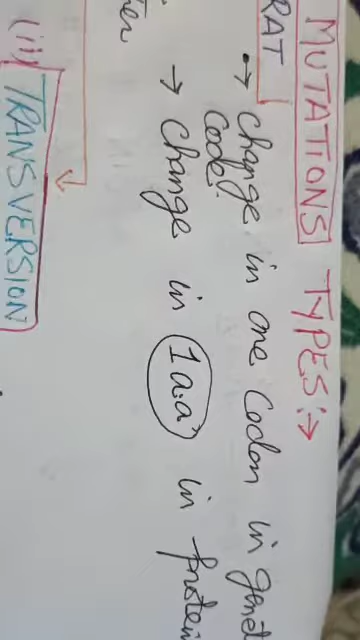 MUTATIONS TYPES:→
RAT
→ change in one codon in genet
code.
→ change in 1 a.a in protein
(ii) TRANSVERSION